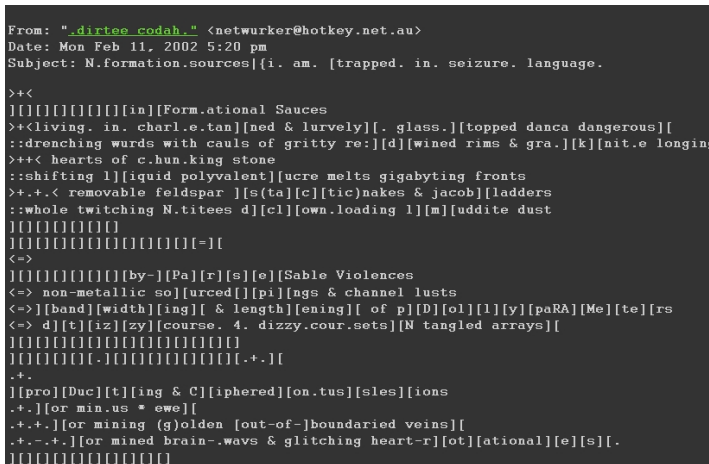 From: ".dirtee codah." <netwurker@hotkey.net.au>
Date: Mon Feb 11, 2002 5:20 pm
Subject: N.formation.sources|{i. am. [trapped. in. seizure. language.
>+<
][][][][][][][in][Form.ational Sauces
>+<living. in. charl.e.tan][ned & lurvely][. glass.][topped danca dangerous][
::drenching wurds with cauls of gritty re:][d][wined rims & gra.][k][nit.e longin
>++< hearts of c.hun.king stone
::shifting l][iquid polyvalent][ucre melts gigabyting fronts
>+.+.< removable feldspar ][s(ta][c][tic)nakes & jacob][ladders
::whole twitching N.titees d][cl][own.loading l][m][uddite dust
][][][][][][]
][][][][][][][][][][][][=][
<=>
][][][][][][][by-][Pa][r][s][e][Sable Violences
<=> non-metallic so][urced[][pi][ngs & channel lusts
<=>][band][width][ing][ & length][ening][ of p][D][ol][l][y][paRA][Me][te][rs
<=> d][t][iz][zy][course. 4. dizzy.cour.sets][N tangled arrays][
][][][][][][][][][][][][][][]
][][][][][.][][][][][][][][][.+.][
.+.
][pro][Duc][t][ing & C][iphered][on.tus][sles][ions
.+.][or min.us * ewe][
.+.+.][or mining (g)olden [out-of-]boundaried veins][
.+.-.+.][or mined brain-.wavs & glitching heart-r][ot][ational][e][s][.
][][][][][][][][][][]